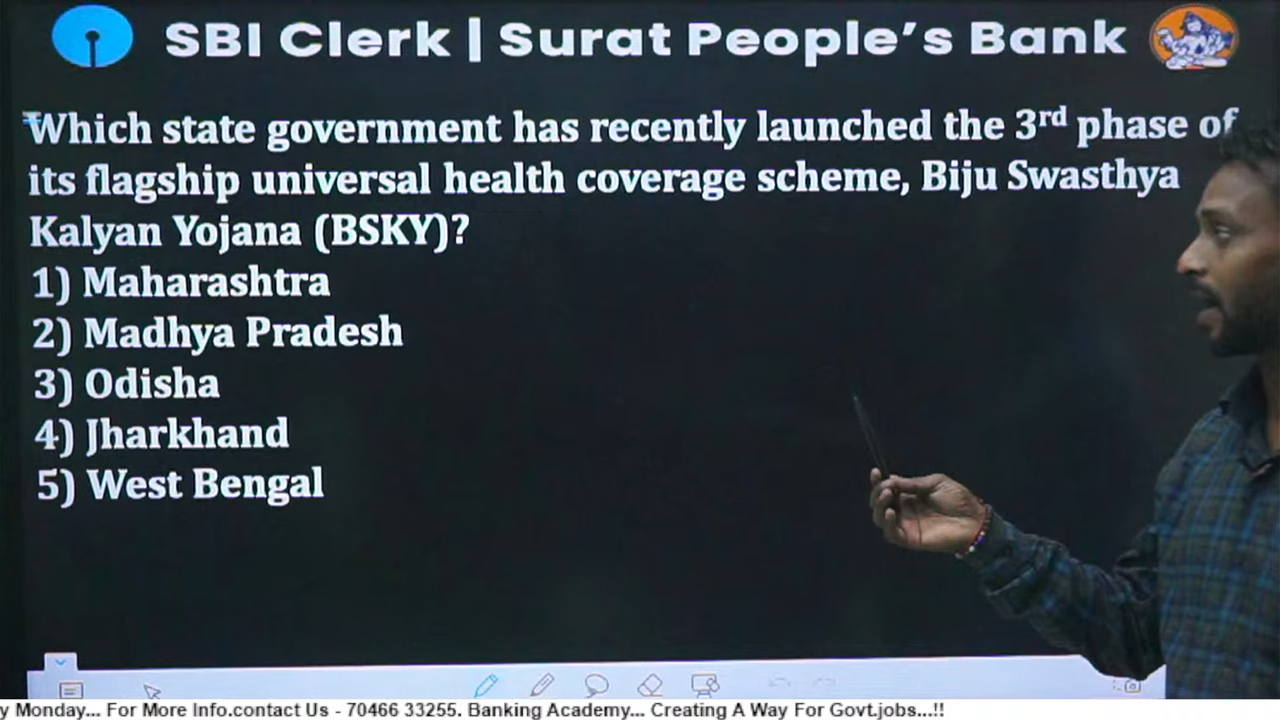 SBI Clerk | Surat People's Bank
Which state government has recently launched the 3rd phase of
its flagship universal health coverage scheme, Biju Swasthya
Kalyan Yojana (BSKY)?
1) Maharashtra
2) Madhya Pradesh
3) Odisha
4) Jharkhand
5) West Bengal
y Monday... For More Info.contact Us - 70466 33255. Banking Academy... Creating A Way For Govt.jobs...!!